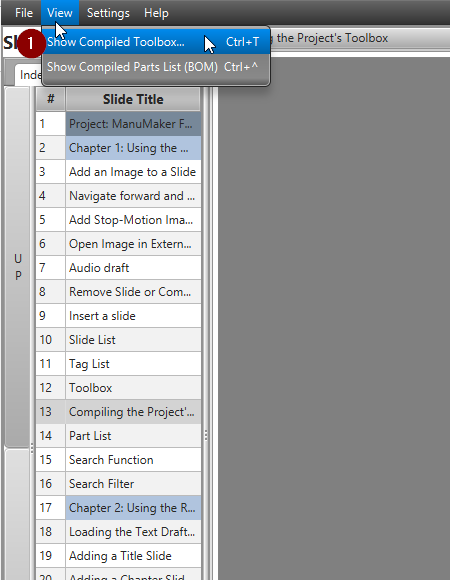 File View Settings Help
1 Show Compiled Toolbox... Ctrl+T
the Project's Toolbox
Show Compiled Parts List (BOM) Ctrl+^
# Slide Title
1 Project: ManuMaker F...
2 Chapter 1: Using the ...
3 Add an Image to a Slide
4 Navigate forward and ...
5 Add Stop-Motion Ima...
6 Open Image in Extern...
7 Audio draft
8 Remove Slide or Com...
9 Insert a slide
10 Slide List
11 Tag List
12 Toolbox
13 Compiling the Project'...
14 Part List
15 Search Function
16 Search Filter
17 Chapter 2: Using the R...
18 Loading the Text Draft...
19 Adding a Title Slide
20 Adding a Chapter Slid...
U
P